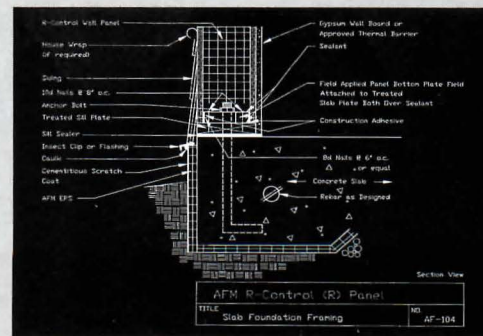 R-Control Wall Panel
House Wrap
(if required)
Siding
10d Nails @ 8" o.c.
Anchor Bolt
Treated Sill Plate
Sill Sealer
Insect Clip or Flashing
Caulk
Cementitious Scratch
Coat
AFM EPS
Gypsum Wall Board or
Approved Thermal Barrier
Sealant
Field Applied Panel Bottom Plate Field
Attached to Treated
Slab Plate Both Over Sealant
Construction Adhesive
8d Nails @ 6" o.c.
or equal
Concrete Slab
Rebar as Designed
Section View
AFM R-Control (R) Panel
TITLE
Slab Foundation Framing
NO.
AF-104